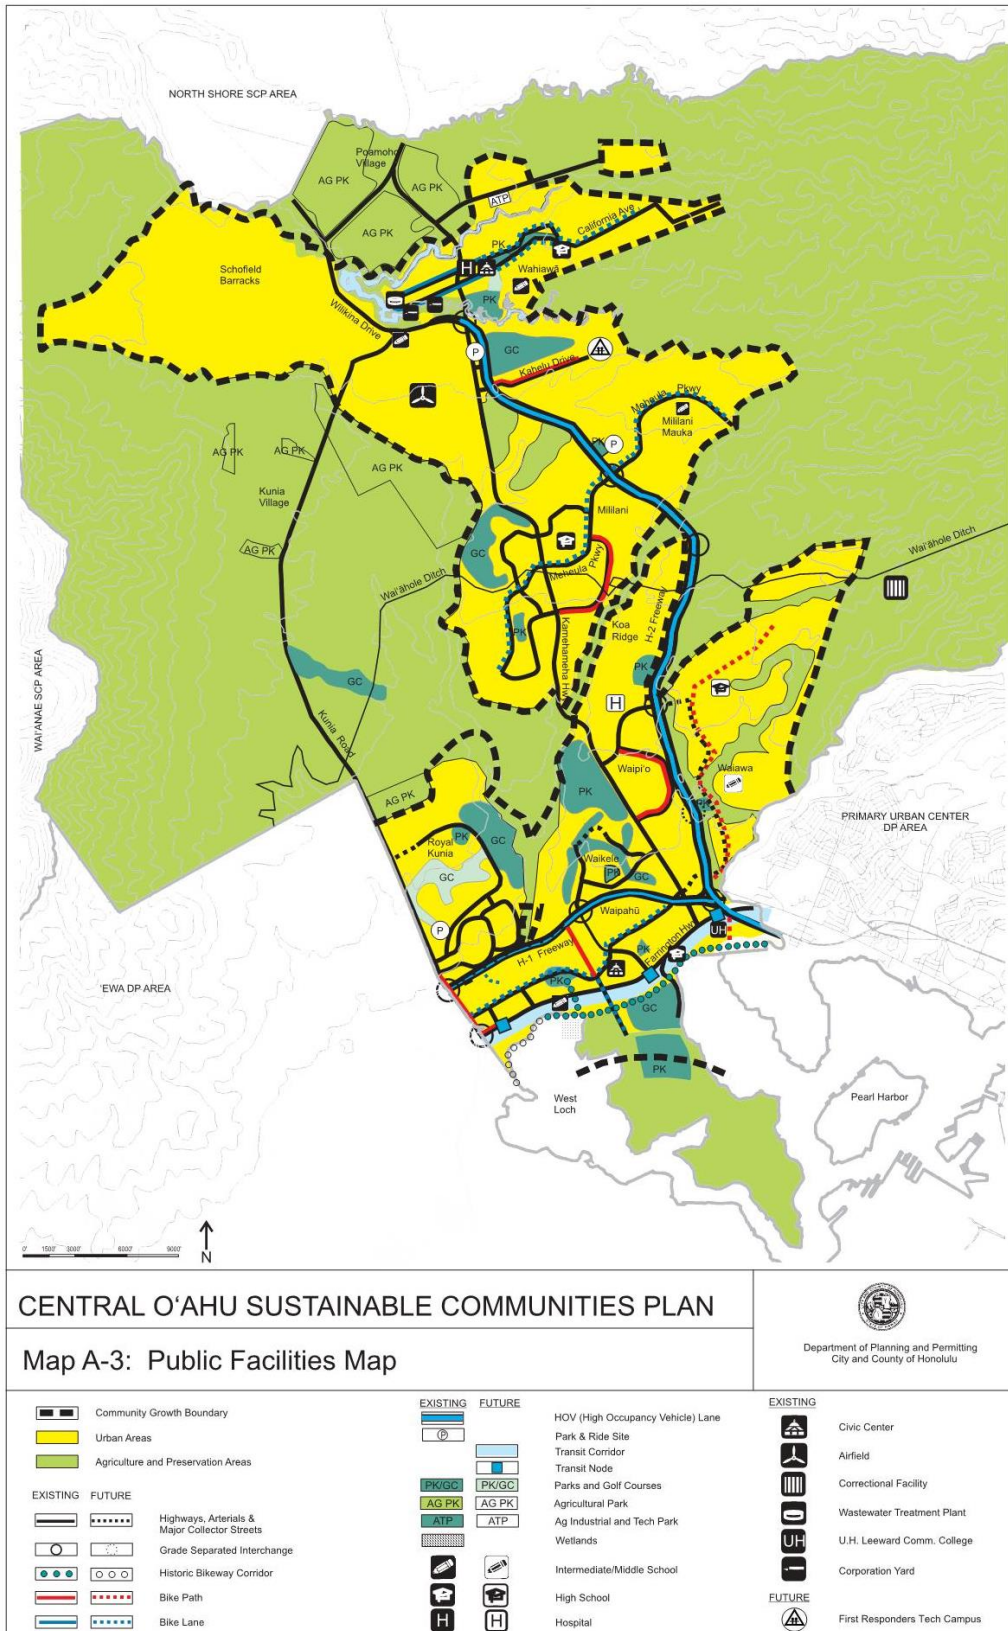 NORTH SHORE SCP AREA
Poamoho
Village
AG PK
AG PK
AG PK
ATP
California Ave
PK
H
Wahiawā
Schofield
Barracks
PK
Wilikina Drive
P
GC
Kahelu Drive
Meheula Pkwy
Mililani
Mauka
PK
P
AG PK
AG PK
AG PK
Kunia
Village
Mililani
GC
AG PK
Meheula Pkwy
Wai'āhole Ditch
Wai'āhole Ditch
PK
Koa
Ridge
H-2 Freeway
Kamehameha Hwy
PK
GC
H
WAI'ANAE SCP AREA
Kunia Road
Waipi'o
Waiawa
PK
PK
AG PK
PRIMARY URBAN CENTER
DP AREA
Royal
Kunia
PK
GC
GC
Waikele
PK
GC
P
Waipahū
H-1 Freeway
Farrington Hwy
UH
PK
PK
'EWA DP AREA
GC
PK
West
Loch
Pearl Harbor
0' 1500' 3000' 6000' 9000'
N
CENTRAL O'AHU SUSTAINABLE COMMUNITIES PLAN
Map A-3: Public Facilities Map
Department of Planning and Permitting
City and County of Honolulu
Community Growth Boundary
Urban Areas
Agriculture and Preservation Areas
EXISTING FUTURE
Highways, Arterials &
Major Collector Streets
Grade Separated Interchange
Historic Bikeway Corridor
Bike Path
Bike Lane
EXISTING FUTURE
HOV (High Occupancy Vehicle) Lane
P Park & Ride Site
Transit Corridor
Transit Node
PK/GC PK/GC Parks and Golf Courses
AG PK AG PK Agricultural Park
ATP ATP Ag Industrial and Tech Park
Wetlands
Intermediate/Middle School
High School
H H Hospital
EXISTING
Civic Center
Airfield
Correctional Facility
Wastewater Treatment Plant
UH U.H. Leeward Comm. College
Corporation Yard
FUTURE
First Responders Tech Campus